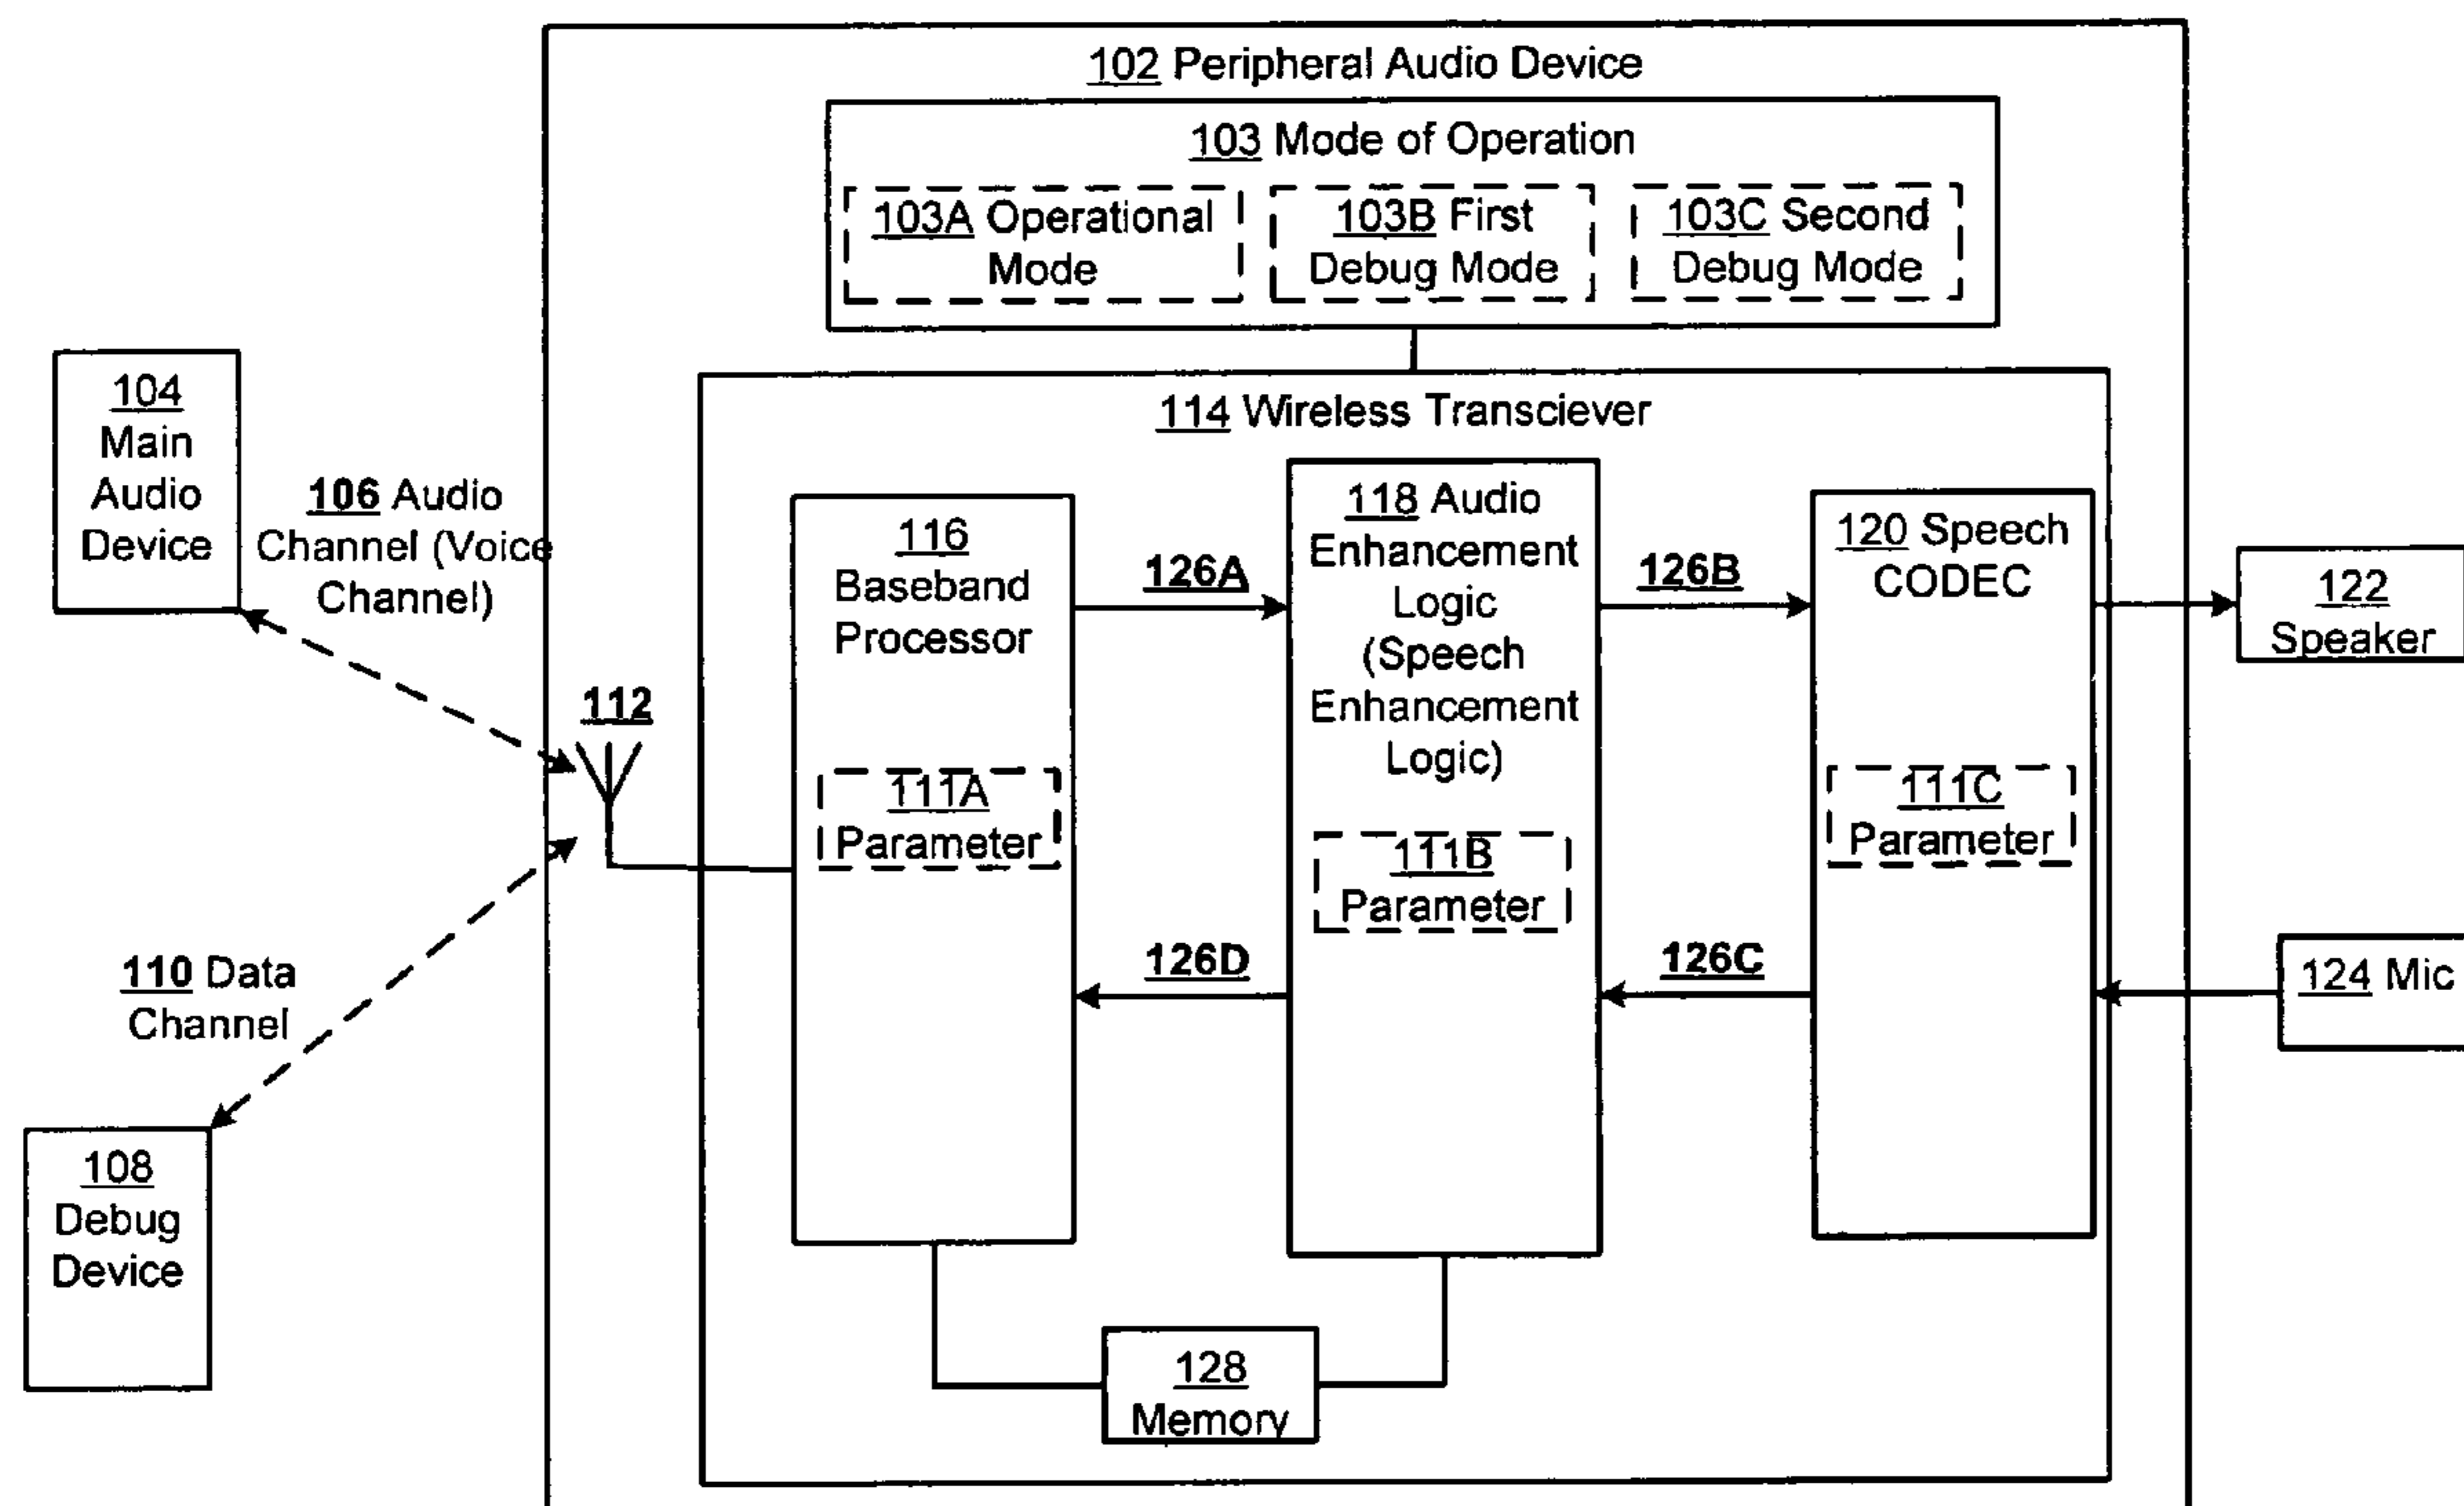 102 Peripheral Audio Device
103 Mode of Operation
103A Operational
Mode
103B First
Debug Mode
103C Second
Debug Mode
104
Main
Audio
Device
106 Audio
Channel (Voice
Channel)
114 Wireless Transciever
116
Baseband
Processor
111A
Parameter
126A
118 Audio
Enhancement
Logic
(Speech
Enhancement
Logic)
111B
Parameter
126B
120 Speech
CODEC
111C
Parameter
122
Speaker
112
110 Data
Channel
126D
126C
124 Mic
108
Debug
Device
128
Memory